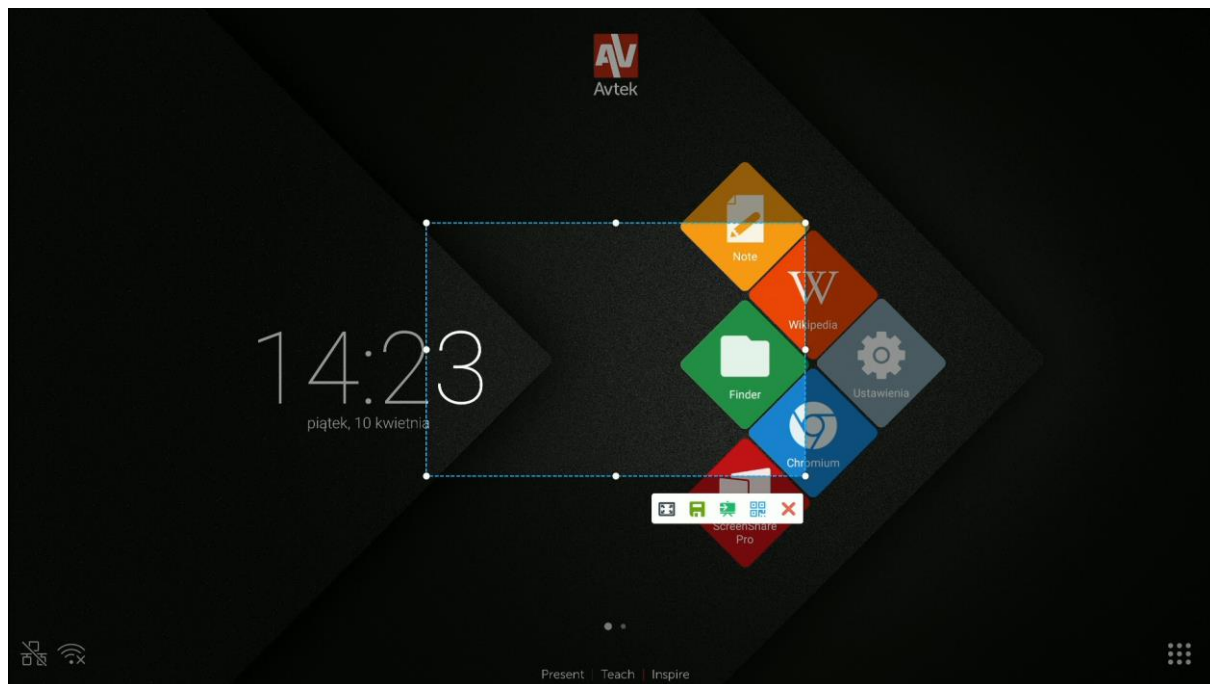 AV
Avtek
Note
W
Wikipedia
14:23
piątek, 10 kwietnia
Finder
Ustawienia
Chromium
ScreenShare
Pro
Present | Teach | Inspire